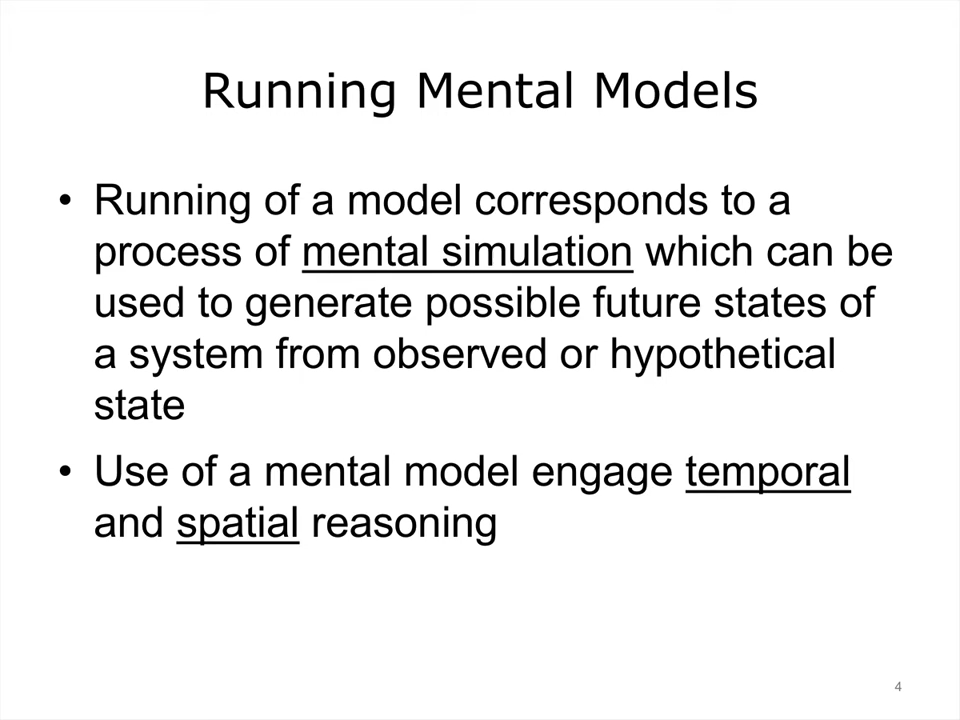 Running Mental Models
• Running of a model corresponds to a
process of mental simulation which can be
used to generate possible future states of
a system from observed or hypothetical
state
• Use of a mental model engage temporal
and spatial reasoning
4